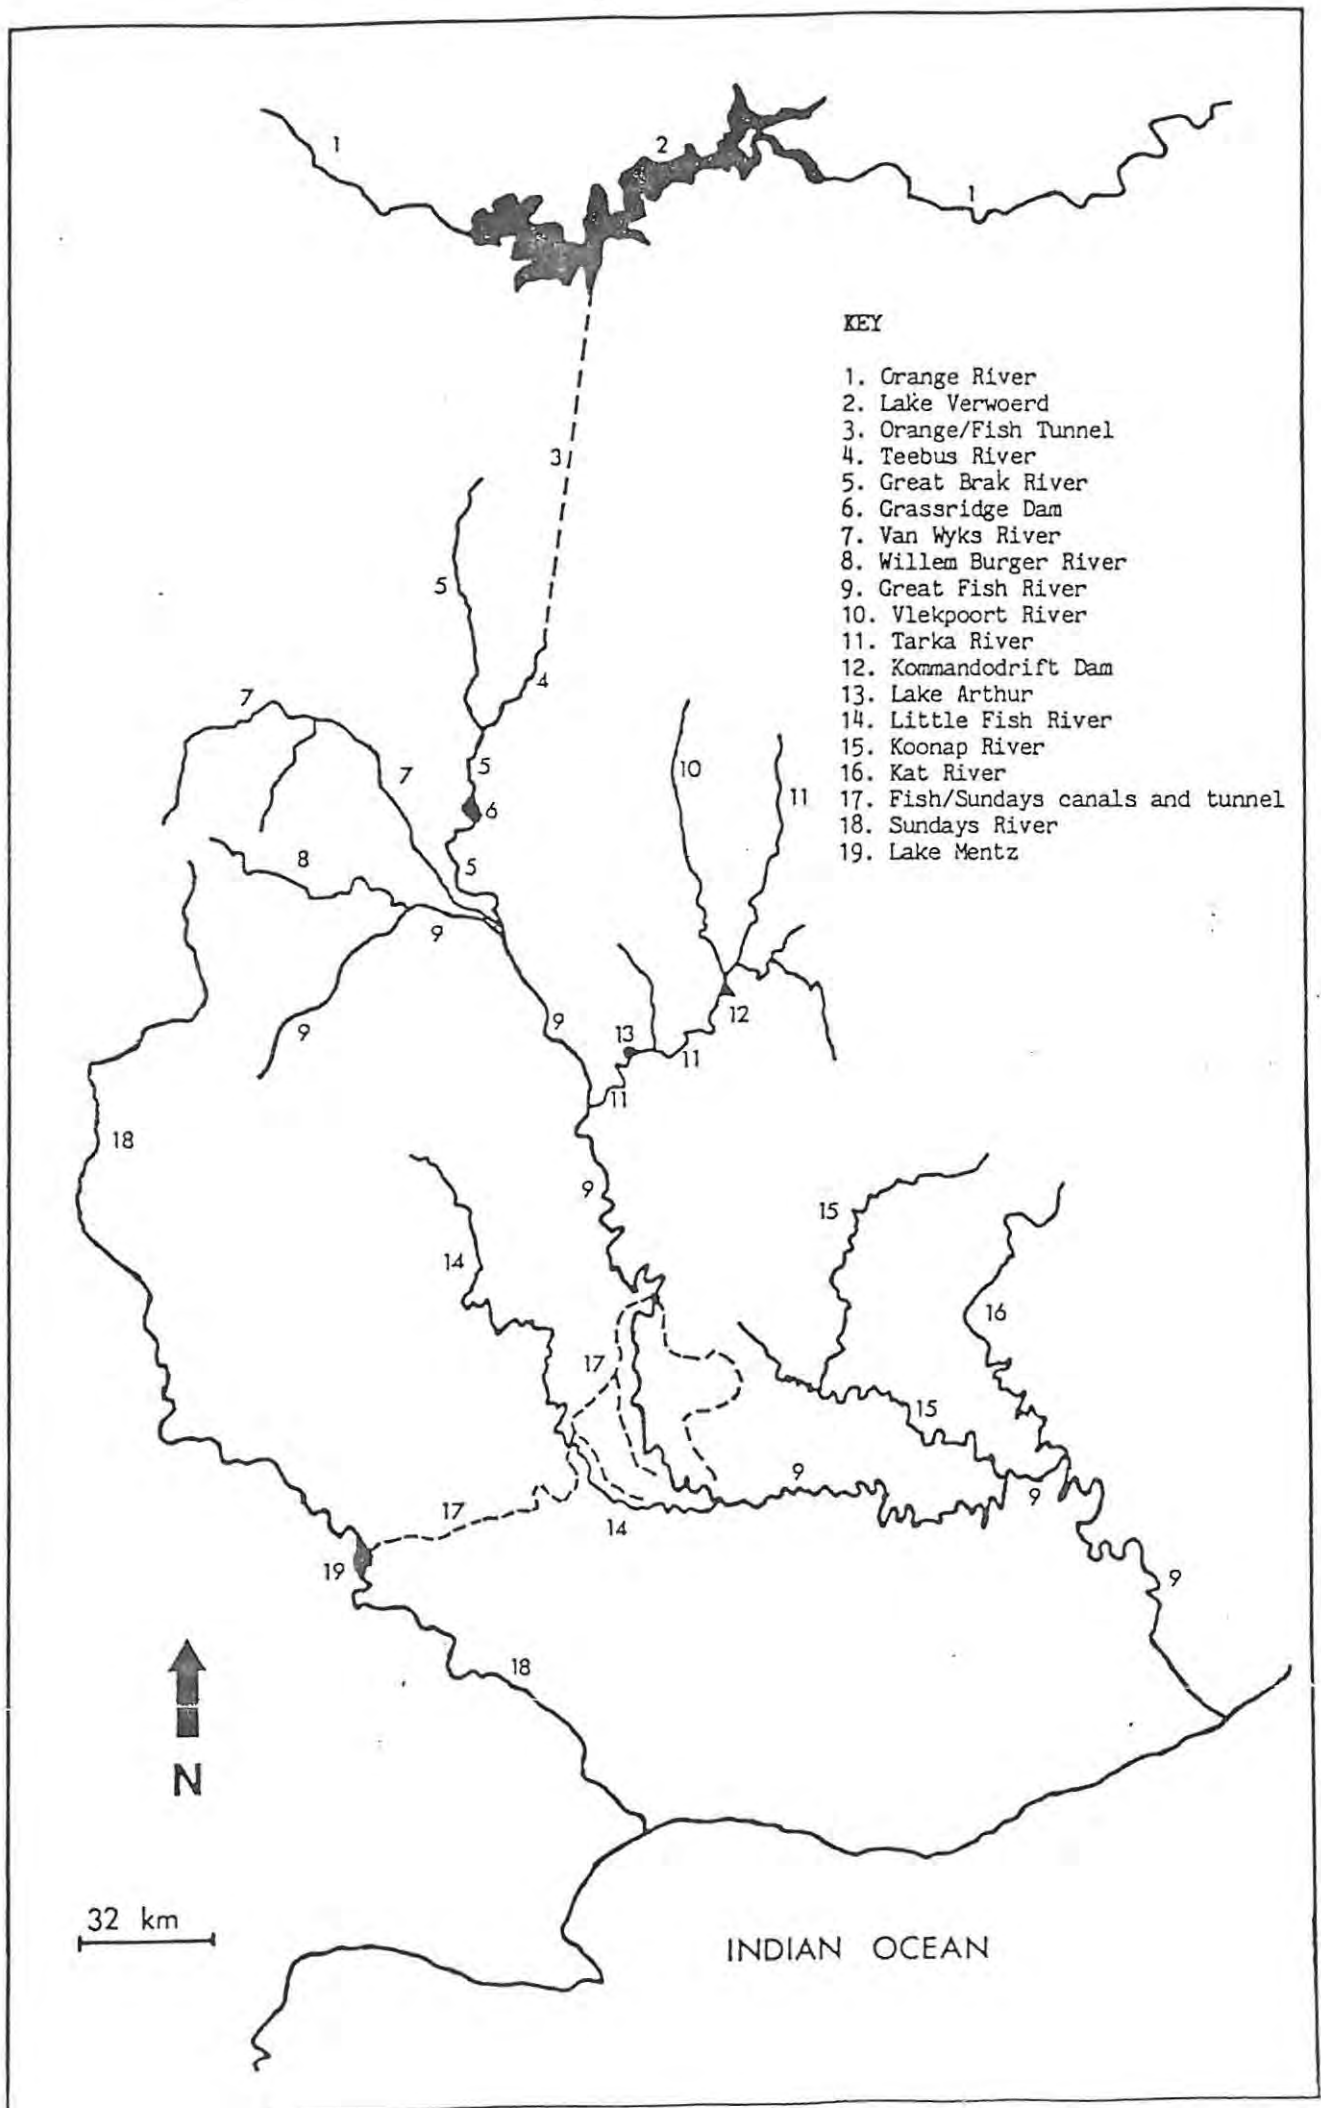 1
2
1
KEY
1. Orange River
2. Lake Verwoerd
3. Orange/Fish Tunnel
4. Teebus River
5. Great Brak River
6. Grassridge Dam
7. Van Wyks River
8. Willem Burger River
9. Great Fish River
10. Vlekpoort River
11. Tarka River
12. Kommandodrift Dam
13. Lake Arthur
14. Little Fish River
15. Koonap River
16. Kat River
17. Fish/Sundays canals and tunnel
18. Sundays River
19. Lake Mentz
3
5
4
7
7
5
10
11
6
8
5
9
9
9
12
13
11
11
18
9
15
14
16
17
15
9
9
17
14
19
9
18
N
32 km
INDIAN OCEAN